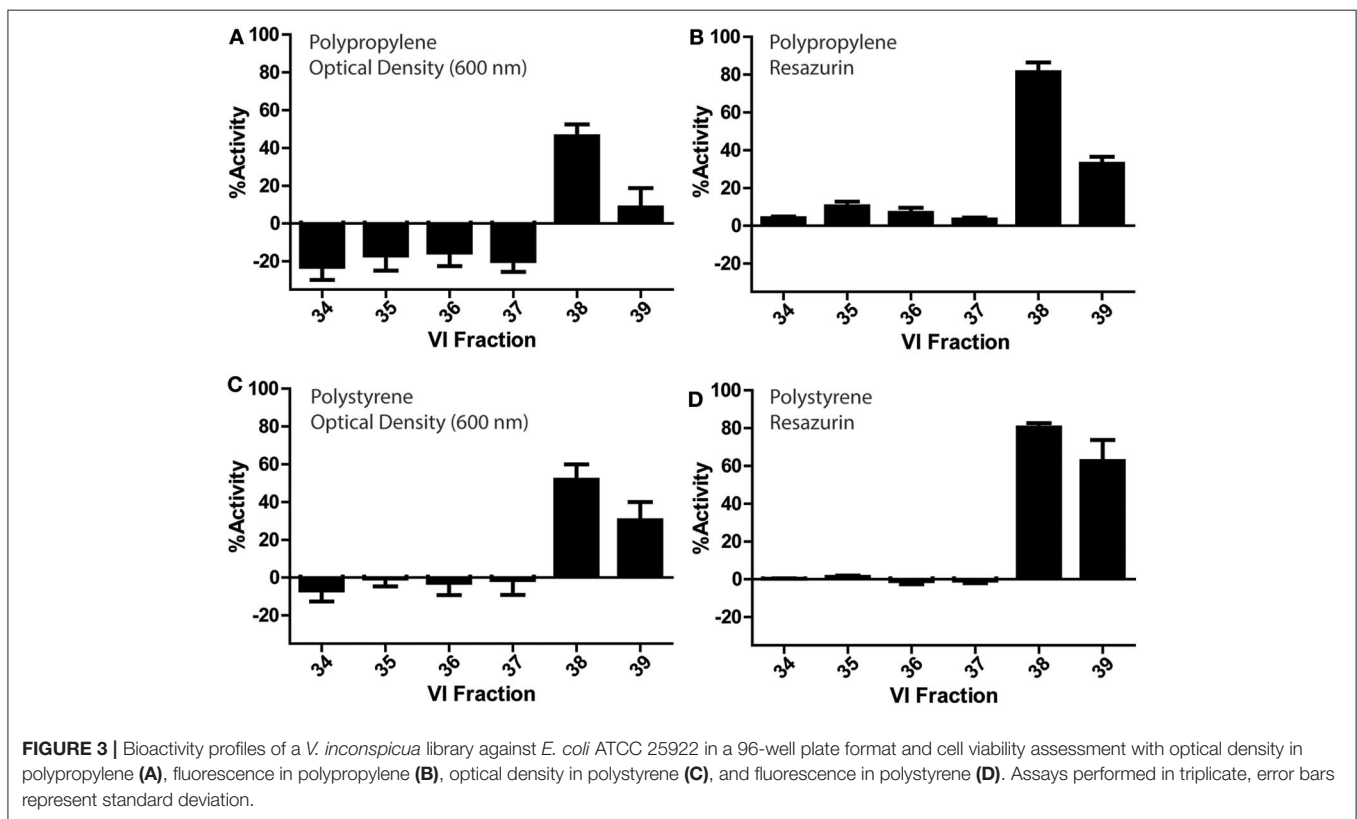 A
Polypropylene
Optical Density (600 nm)
%Activity
100
80
60
40
20
0
-20
34
35
36
37
38
39
VI Fraction
B
Polypropylene
Resazurin
%Activity
100
80
60
40
20
0
-20
34
35
36
37
38
39
VI Fraction
C
Polystyrene
Optical Density (600 nm)
%Activity
100
80
60
40
20
0
-20
34
35
36
37
38
39
VI Fraction
D
Polystyrene
Resazurin
%Activity
100
80
60
40
20
0
-20
34
35
36
37
38
39
VI Fraction
FIGURE 3 | Bioactivity profiles of a V. inconspicua library against E. coli ATCC 25922 in a 96-well plate format and cell viability assessment with optical density in
polypropylene (A), fluorescence in polypropylene (B), optical density in polystyrene (C), and fluorescence in polystyrene (D). Assays performed in triplicate, error bars
represent standard deviation.